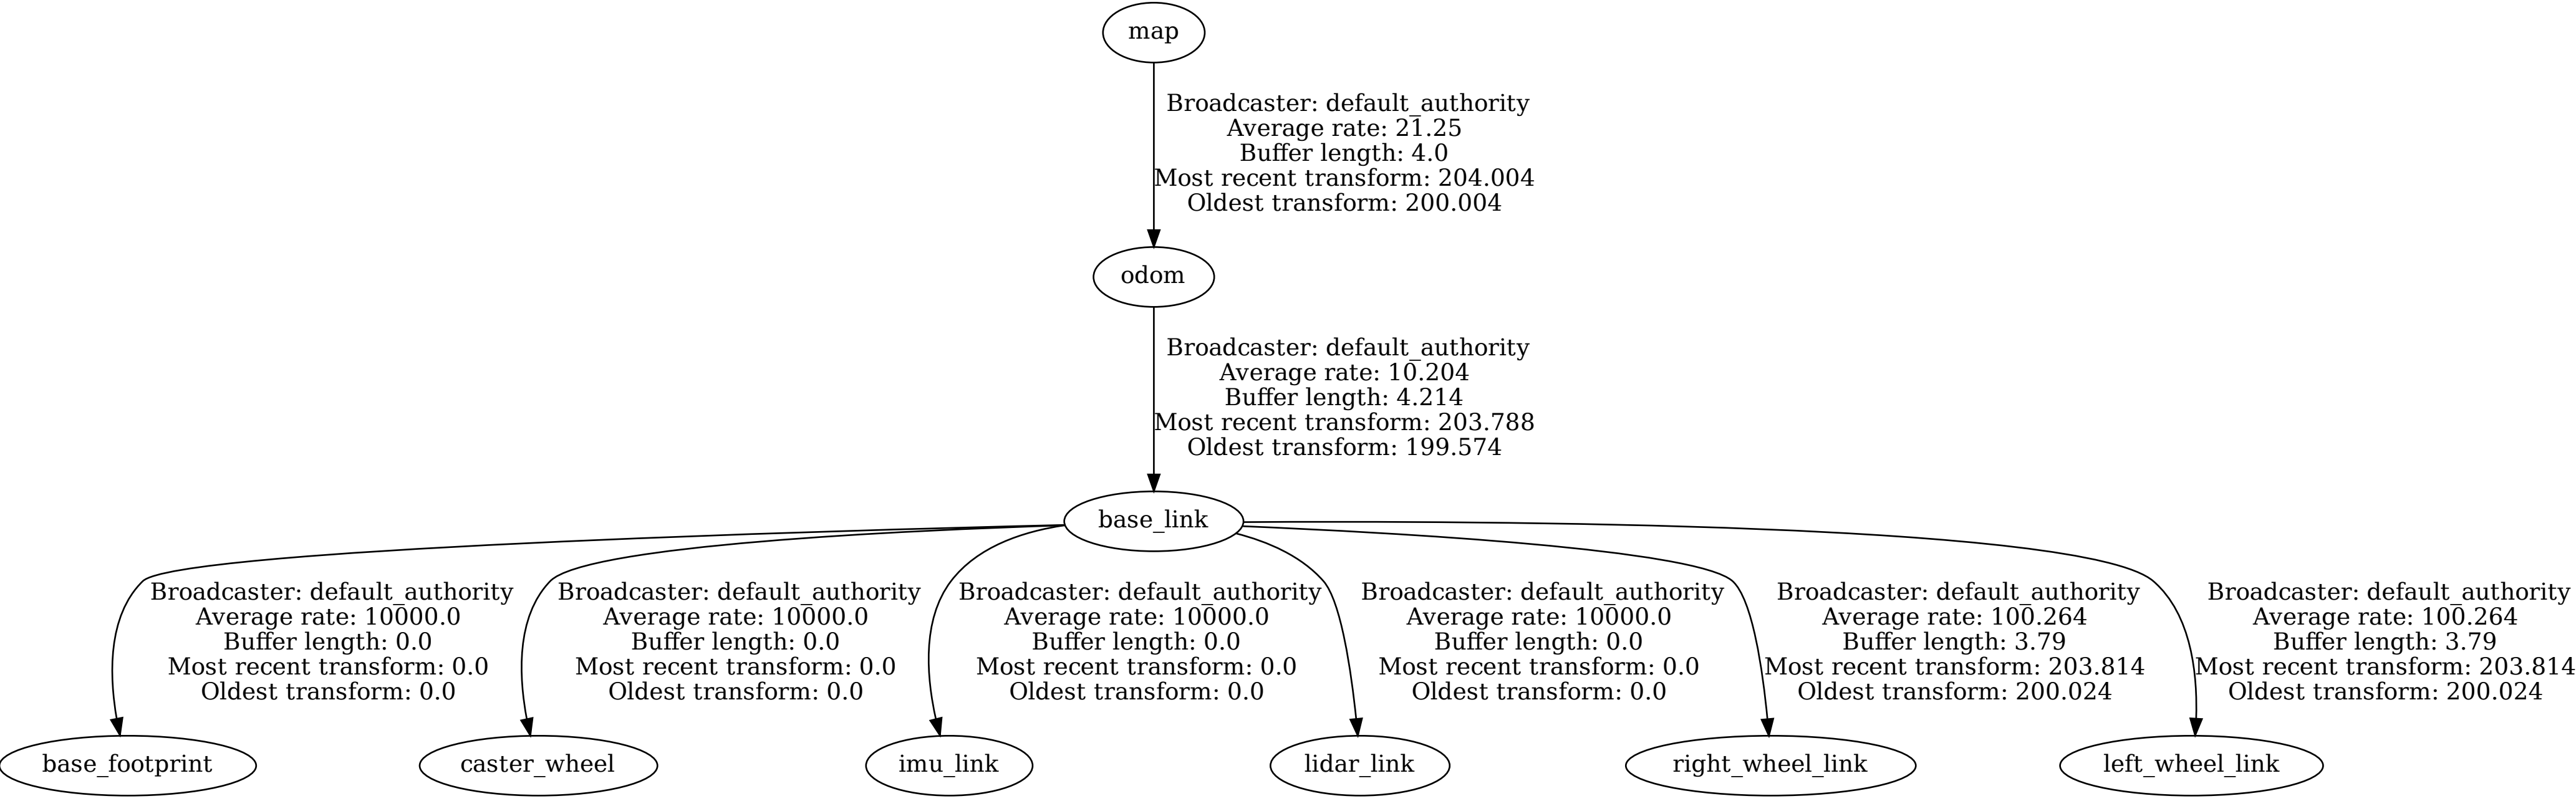 map
Broadcaster: default_authority
Average rate: 21.25
Buffer length: 4.0
Most recent transform: 204.004
Oldest transform: 200.004
odom
Broadcaster: default_authority
Average rate: 10.204
Buffer length: 4.214
Most recent transform: 203.788
Oldest transform: 199.574
base_link
Broadcaster: default_authority
Average rate: 10000.0
Buffer length: 0.0
Most recent transform: 0.0
Oldest transform: 0.0
Broadcaster: default_authority
Average rate: 10000.0
Buffer length: 0.0
Most recent transform: 0.0
Oldest transform: 0.0
Broadcaster: default_authority
Average rate: 10000.0
Buffer length: 0.0
Most recent transform: 0.0
Oldest transform: 0.0
Broadcaster: default_authority
Average rate: 10000.0
Buffer length: 0.0
Most recent transform: 0.0
Oldest transform: 0.0
Broadcaster: default_authority
Average rate: 100.264
Buffer length: 3.79
Most recent transform: 203.814
Oldest transform: 200.024
Broadcaster: default_authority
Average rate: 100.264
Buffer length: 3.79
Most recent transform: 203.814
Oldest transform: 200.024
base_footprint
caster_wheel
imu_link
lidar_link
right_wheel_link
left_wheel_link